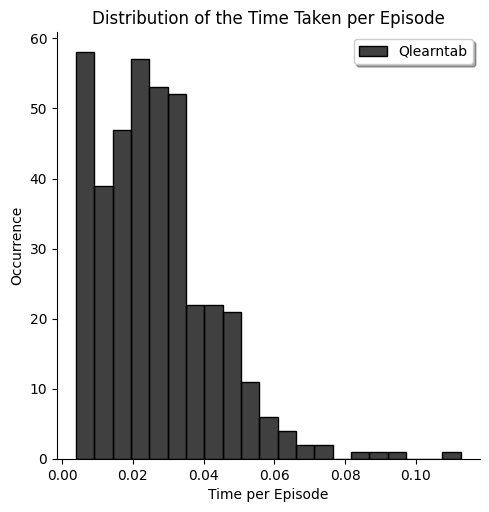 Distribution of the Time Taken per Episode
Qlearntab
60
50
40
30
20
10
0
Occurrence
0.00 0.02 0.04 0.06 0.08 0.10
Time per Episode